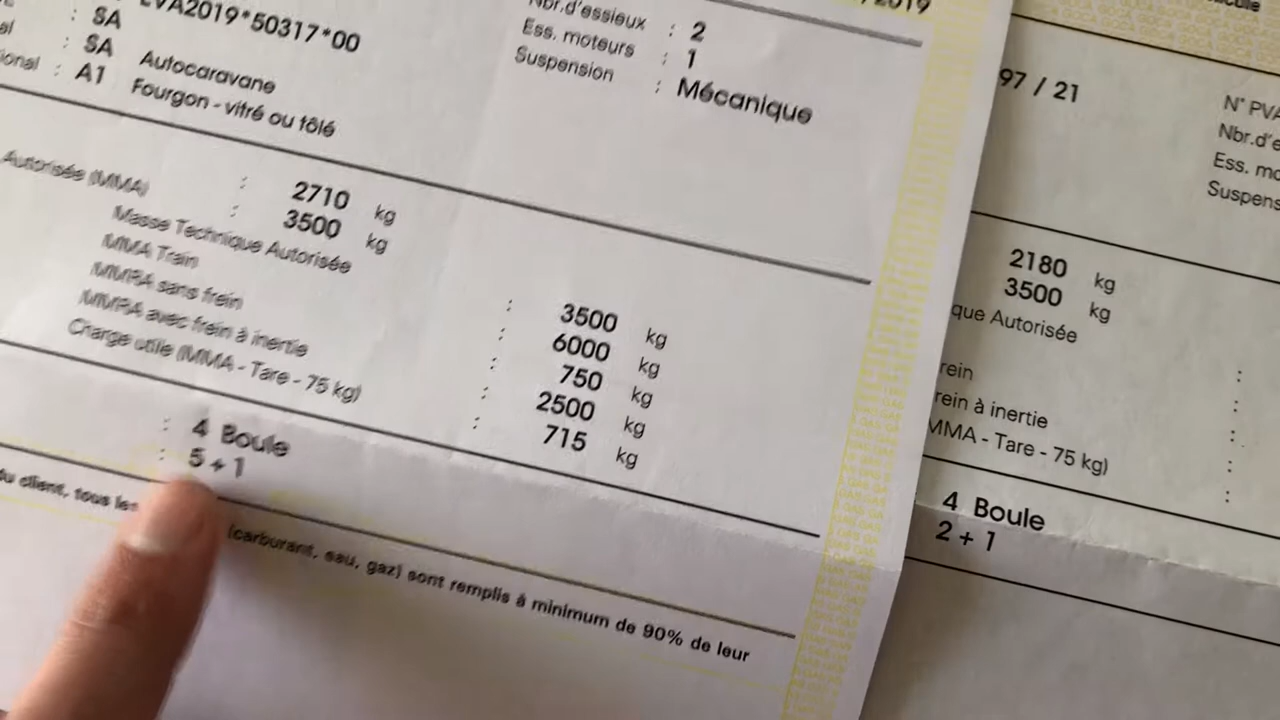 /2019
: SA
VA2019*50317*00
: SA
Autocaravane
: A1
Fourgon - vitré ou tôlé
Nbr.d'essieux : 2
Ess. moteurs : 1
Suspension : Mécanique
Autorisée (MMA) : 2710 kg
: 3500 kg
Masse Technique Autorisée : 3500 kg
MMA Train : 6000 kg
MMRA sans frein : 750 kg
MMRA avec frein à inertie : 2500 kg
Charge utile (MMA - Tare - 75 kg) : 715 kg
: 4 Boule
: 5 + 1
du client, tous les (carburant, eau, gaz) sont remplis à minimum de 90% de leur
97 / 21
N° PVA
Nbr.d'e
Ess. mo
Suspens
2180 kg
3500 kg
que Autorisée
rein :
rein à inertie :
MMA - Tare - 75 kg) :
4 Boule
2 + 1